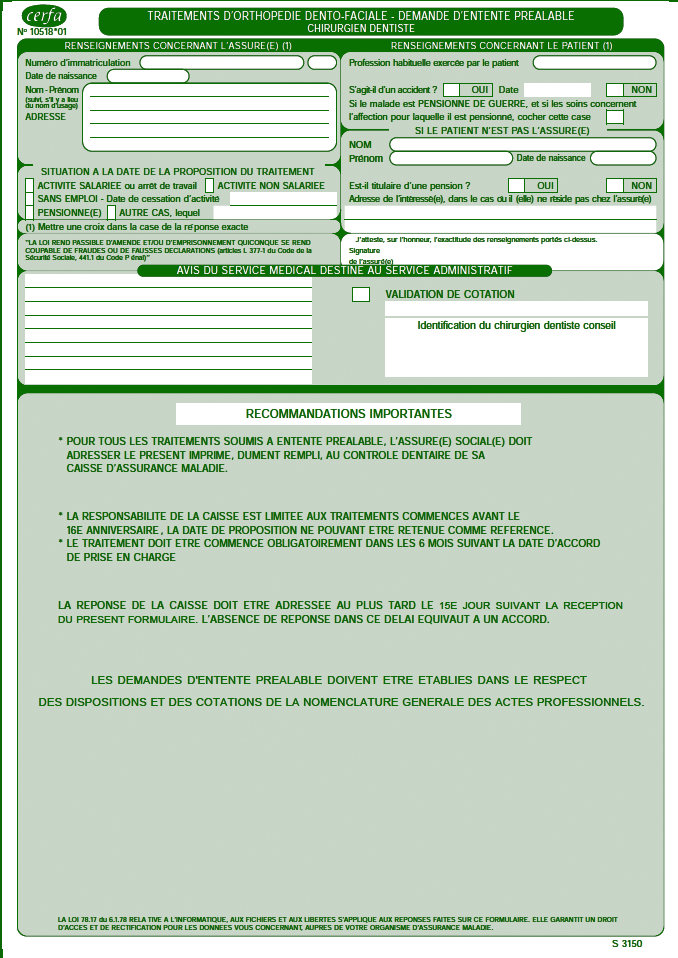 cerfa
N° 10518*01
TRAITEMENTS D'ORTHOPEDIE DENTO-FACIALE - DEMANDE D'ENTENTE PREALABLE
CHIRURGIEN DENTISTE
RENSEIGNEMENTS CONCERNANT L'ASSURE(E) (1)
Numéro d'immatriculation
Date de naissance
Nom - Prénom
(suivi, s'il y a lieu
du nom d'usage)
ADRESSE
SITUATION A LA DATE DE LA PROPOSITION DU TRAITEMENT
ACTIVITE SALARIEE ou arrêt de travail ACTIVITE NON SALARIEE
SANS EMPLOI - Date de cessation d'activité
PENSIONNE(E) AUTRE CAS, lequel
(1) Mettre une croix dans la case de la réponse exacte
"LA LOI REND PASSIBLE D'AMENDE ET/OU D'EMPRISONNEMENT QUICONQUE SE REND
COUPABLE DE FRAUDES OU DE FAUSSES DECLARATIONS (articles L 377-1 du Code de la
Sécurité Sociale, 441.1 du Code Pénal)"
RENSEIGNEMENTS CONCERNANT LE PATIENT (1)
Profession habituelle exercée par le patient
S'agit-il d'un accident ? OUI Date NON
Si le malade est PENSIONNE DE GUERRE, et si les soins concernent
l'affection pour laquelle il est pensionné, cocher cette case
SI LE PATIENT N'EST PAS L'ASSURE(E)
NOM
Prénom Date de naissance
Est-il titulaire d'une pension ? OUI NON
Adresse de l'intéressé(e), dans le cas où il (elle) ne réside pas chez l'assuré(e)
J'atteste, sur l'honneur, l'exactitude des renseignements portés ci-dessus.
Signature
de l'assuré(e)
AVIS DU SERVICE MEDICAL DESTINE AU SERVICE ADMINISTRATIF
VALIDATION DE COTATION
Identification du chirurgien dentiste conseil
RECOMMANDATIONS IMPORTANTES
* POUR TOUS LES TRAITEMENTS SOUMIS A ENTENTE PREALABLE, L'ASSURE(E) SOCIAL(E) DOIT
ADRESSER LE PRESENT IMPRIME, DUMENT REMPLI, AU CONTROLE DENTAIRE DE SA
CAISSE D'ASSURANCE MALADIE.
* LA RESPONSABILITE DE LA CAISSE EST LIMITEE AUX TRAITEMENTS COMMENCES AVANT LE
16E ANNIVERSAIRE, LA DATE DE PROPOSITION NE POUVANT ETRE RETENUE COMME REFERENCE.
* LE TRAITEMENT DOIT ETRE COMMENCE OBLIGATOIREMENT DANS LES 6 MOIS SUIVANT LA DATE D'ACCORD
DE PRISE EN CHARGE
LA REPONSE DE LA CAISSE DOIT ETRE ADRESSEE AU PLUS TARD LE 15E JOUR SUIVANT LA RECEPTION
DU PRESENT FORMULAIRE. L'ABSENCE DE REPONSE DANS CE DELAI EQUIVAUT A UN ACCORD.
LES DEMANDES D'ENTENTE PREALABLE DOIVENT ETRE ETABLIES DANS LE RESPECT
DES DISPOSITIONS ET DES COTATIONS DE LA NOMENCLATURE GENERALE DES ACTES PROFESSIONNELS.
LA LOI 78.17 du 6.1.78 RELATIVE A L'INFORMATIQUE, AUX FICHIERS ET AUX LIBERTES S'APPLIQUE AUX REPONSES FAITES SUR CE FORMULAIRE. ELLE GARANTIT UN DROIT
D'ACCES ET DE RECTIFICATION POUR LES DONNEES VOUS CONCERNANT, AUPRES DE VOTRE ORGANISME D'ASSURANCE MALADIE.
S 3150